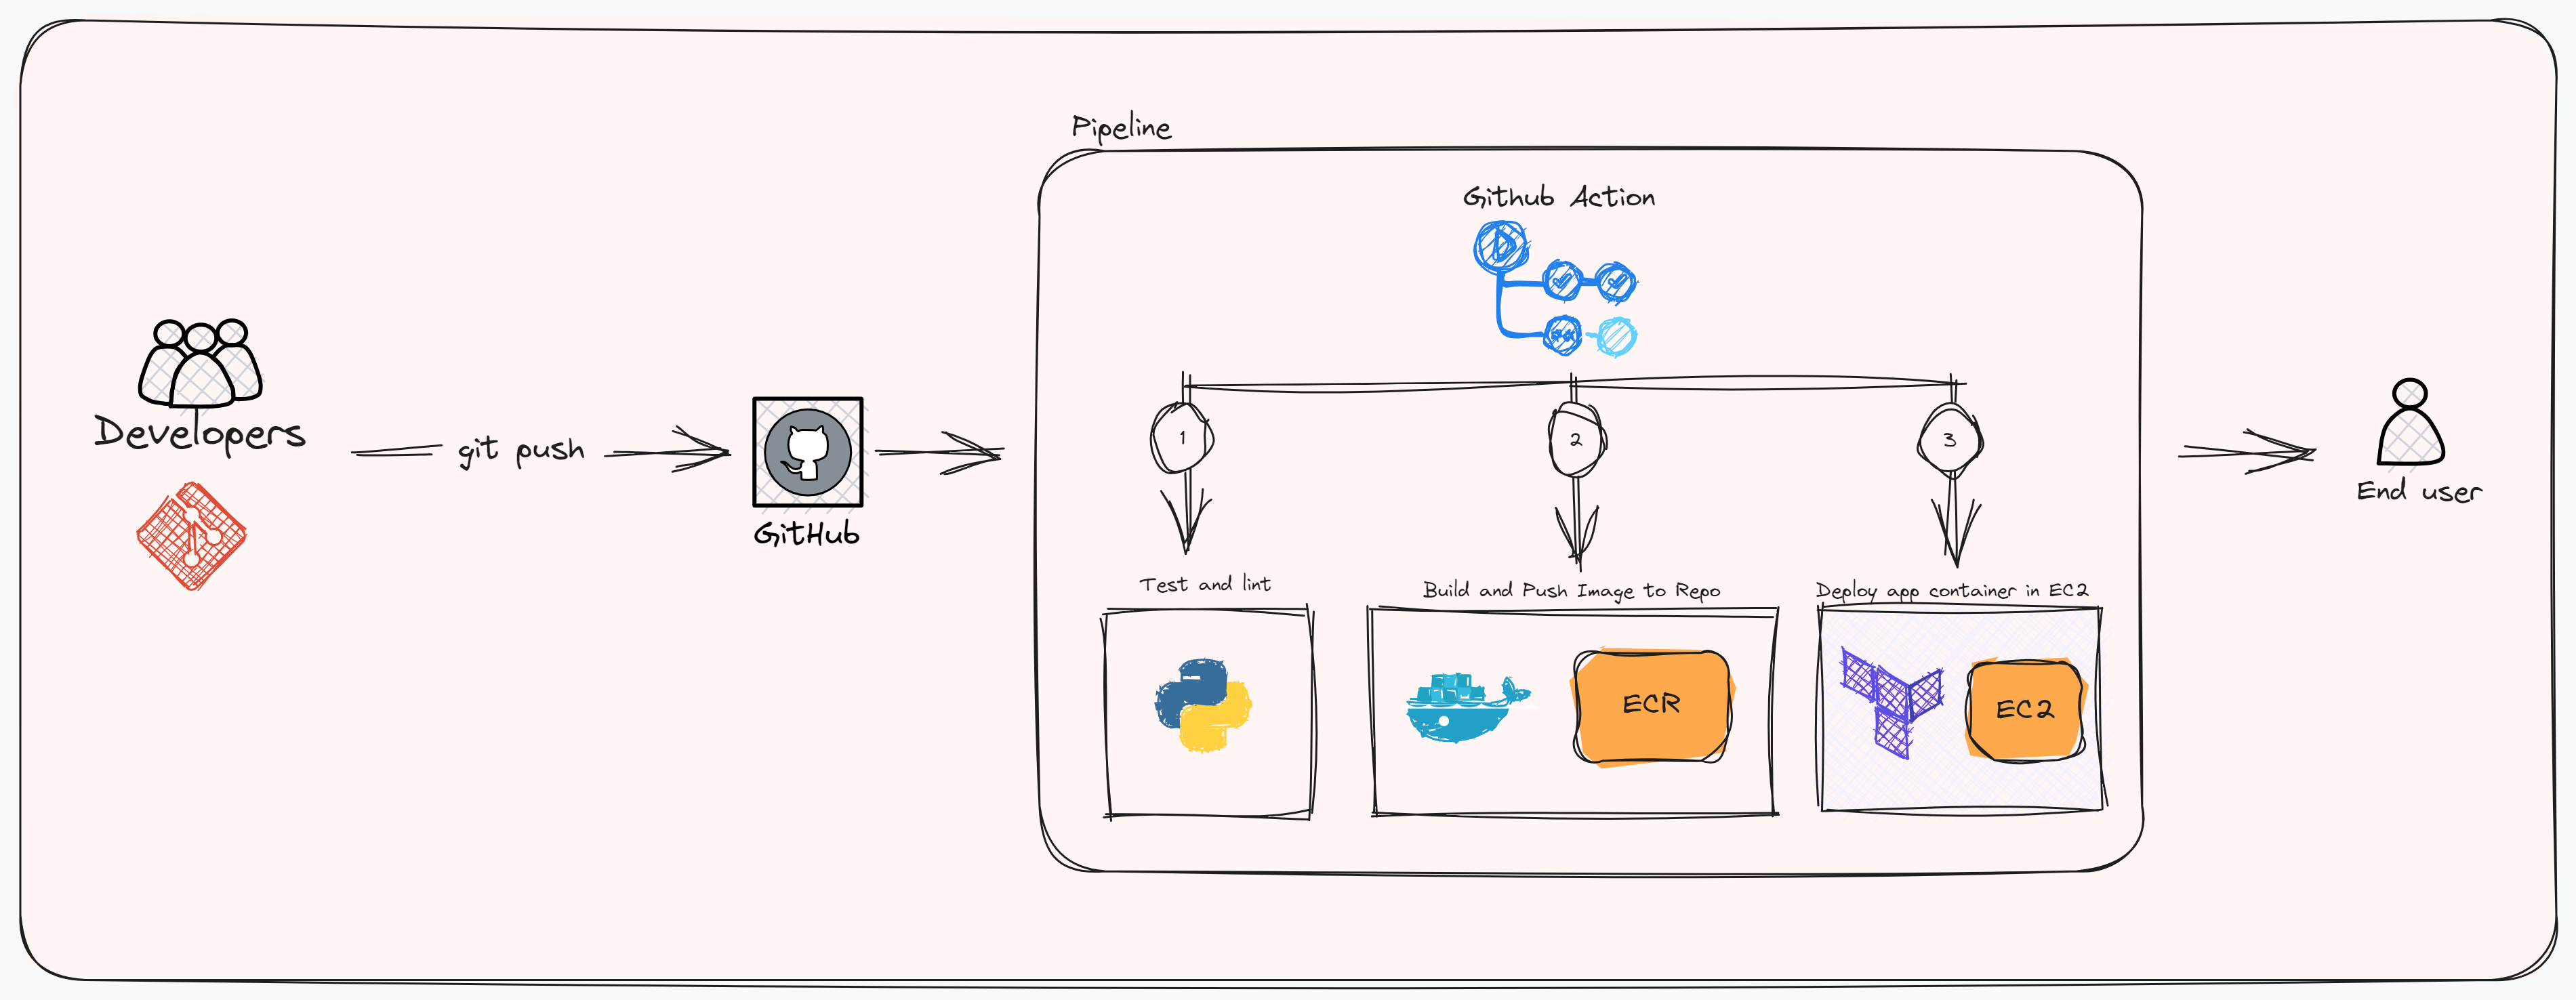 Pipeline
Github Action
Developers
git push
GitHub
1
2
3
End user
Test and lint
Build and Push Image to Repo
Deploy app container in EC2
ECR
EC2